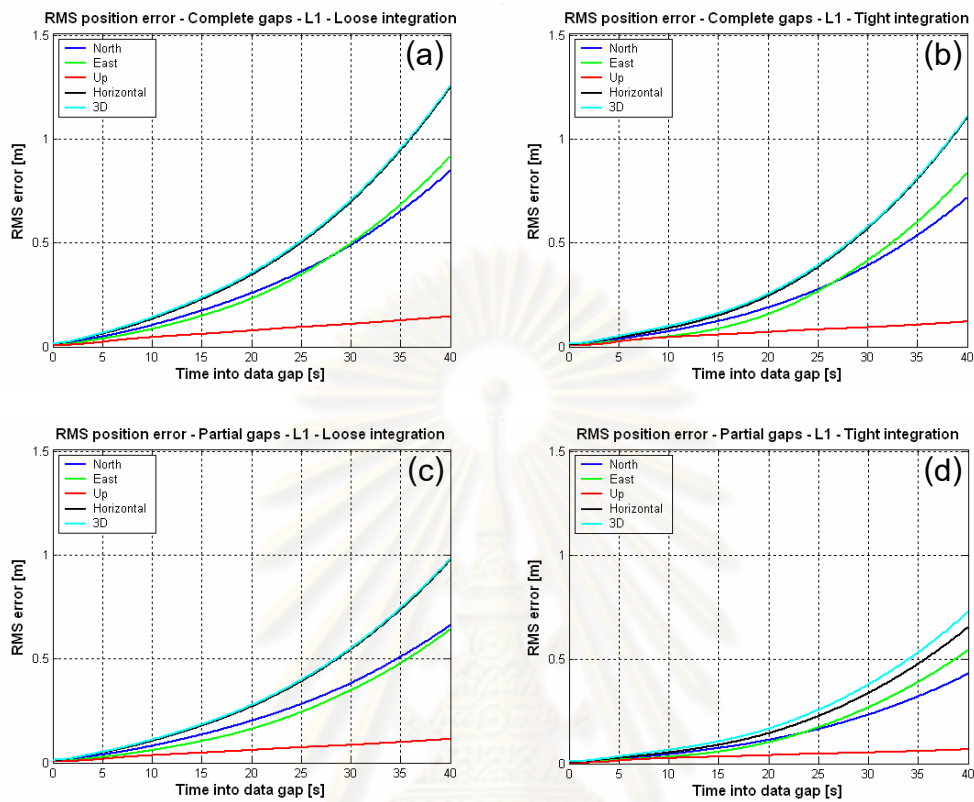 RMS position error - Complete gaps - L1 - Loose integration
(a)
North
East
Up
Horizontal
3D
RMS error [m]
1.5
1
0.5
0
0 5 10 15 20 25 30 35 40
Time into data gap [s]
RMS position error - Complete gaps - L1 - Tight integration
(b)
North
East
Up
Horizontal
3D
RMS error [m]
1.5
1
0.5
0
0 5 10 15 20 25 30 35 40
Time into data gap [s]
RMS position error - Partial gaps - L1 - Loose integration
(c)
North
East
Up
Horizontal
3D
RMS error [m]
1.5
1
0.5
0
0 5 10 15 20 25 30 35 40
Time into data gap [s]
RMS position error - Partial gaps - L1 - Tight integration
(d)
North
East
Up
Horizontal
3D
RMS error [m]
1.5
1
0.5
0
0 5 10 15 20 25 30 35 40
Time into data gap [s]